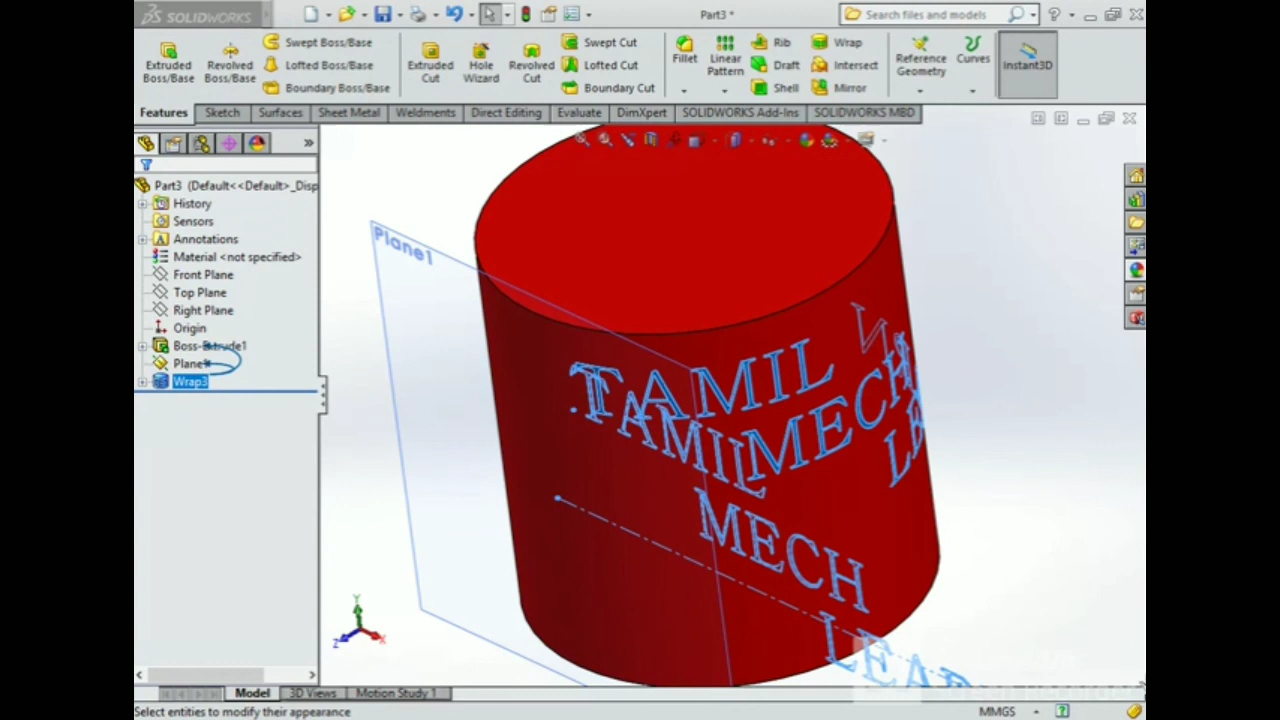 SOLIDWORKS
Part3 *
Search files and models
Extruded Boss/Base
Revolved Boss/Base
Swept Boss/Base
Lofted Boss/Base
Boundary Boss/Base
Extruded Cut
Hole Wizard
Revolved Cut
Swept Cut
Lofted Cut
Boundary Cut
Fillet
Linear Pattern
Rib
Draft
Shell
Wrap
Intersect
Mirror
Reference Geometry
Curves
Instant3D
Features
Sketch
Surfaces
Sheet Metal
Weldments
Direct Editing
Evaluate
DimXpert
SOLIDWORKS Add-Ins
SOLIDWORKS MBD
Part3 (Default<<Default>_Disp
History
Sensors
Annotations
Material <not specified>
Front Plane
Top Plane
Right Plane
Origin
Boss-Extrude1
Plane1
Wrap3
Plane1
TAMIL
MECH
TAMIL
MECH
Y
Z
X
Model
3D Views
Motion Study 1
Select entities to modify their appearance
MMGS